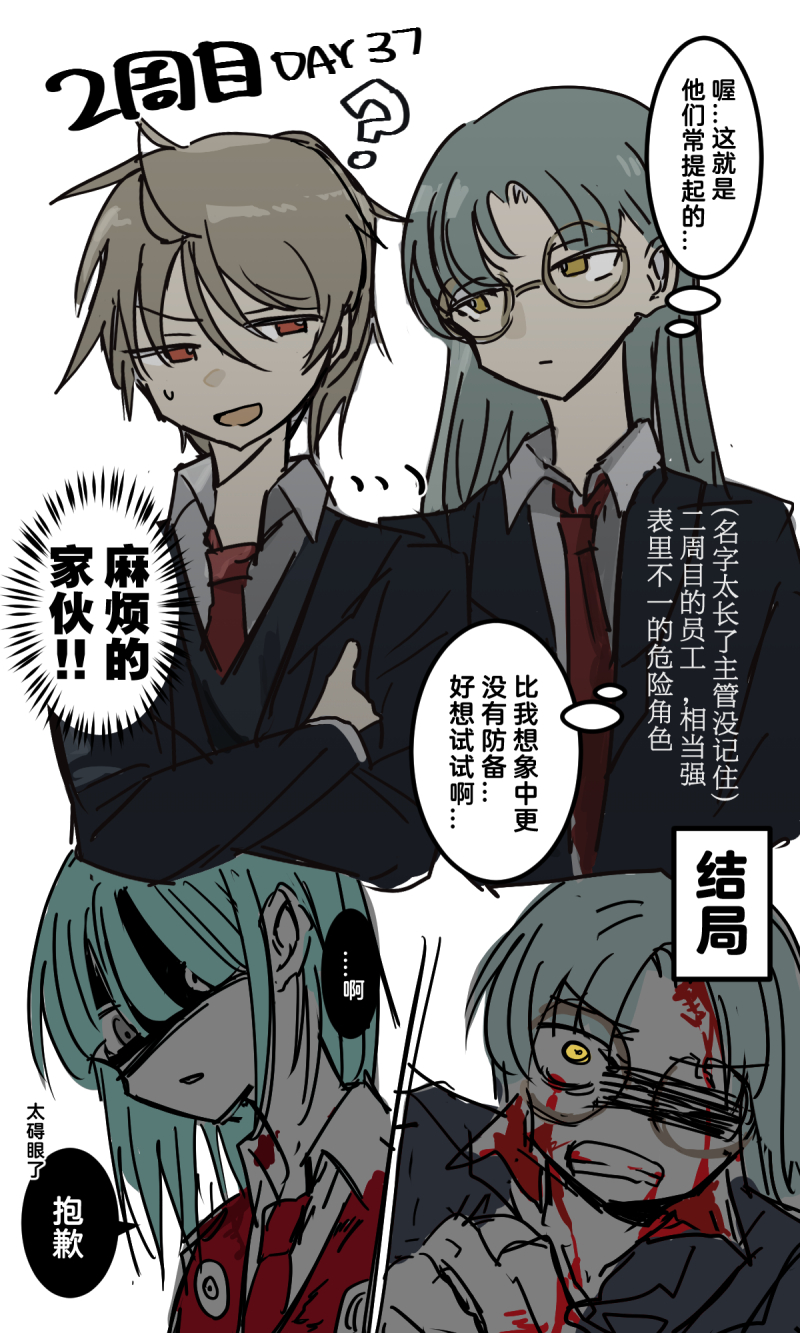 2周目 DAY 37
?
喔…这就是
他们常提起的…
麻烦的
家伙!!
(名字太长了主管没记住)
二周目的员工,相当强
表里不一的危险角色
比我想象中更
没有防备…
好想试试啊…
结局
…啊
太碍眼了
抱歉